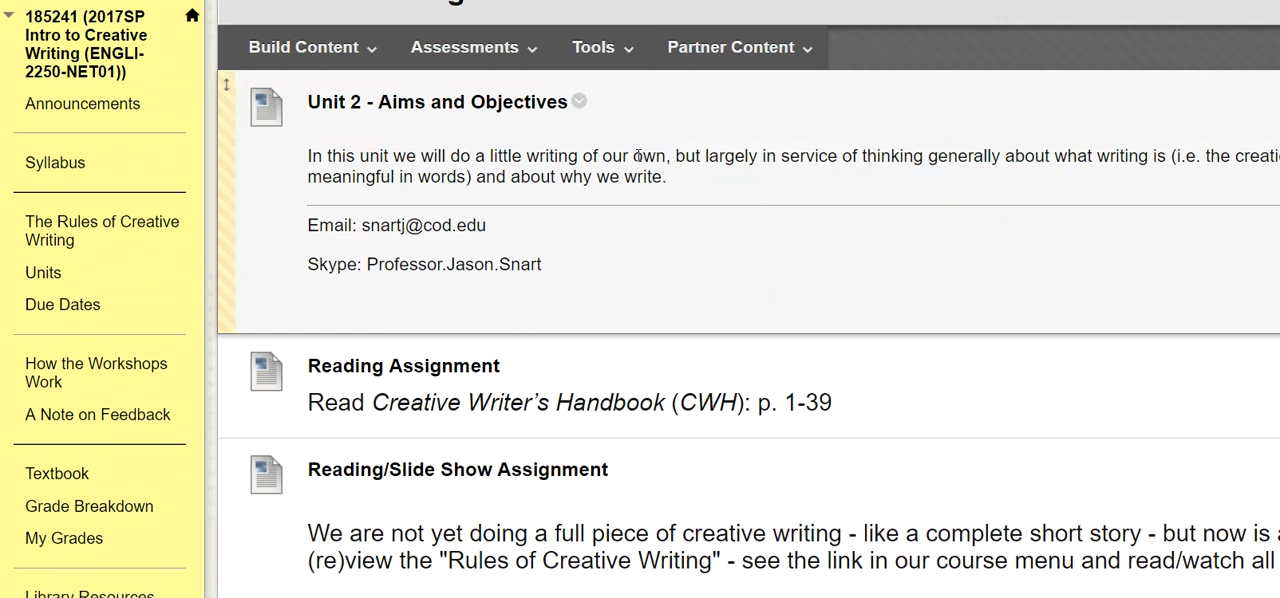 185241 (2017SP
Intro to Creative
Writing (ENGLI-
2250-NET01))
Announcements
Syllabus
The Rules of Creative
Writing
Units
Due Dates
How the Workshops
Work
A Note on Feedback
Textbook
Grade Breakdown
My Grades
Library Resources
Build Content
Assessments
Tools
Partner Content
Unit 2 - Aims and Objectives
In this unit we will do a little writing of our own, but largely in service of thinking generally about what writing is (i.e. the
meaningful in words) and about why we write.
Email: snartj@cod.edu
Skype: Professor.Jason.Snart
Reading Assignment
Read Creative Writer's Handbook (CWH): p. 1-39
Reading/Slide Show Assignment
We are not yet doing a full piece of creative writing - like a complete short story - but now is
(re)view the "Rules of Creative Writing" - see the link in our course menu and read/watch all